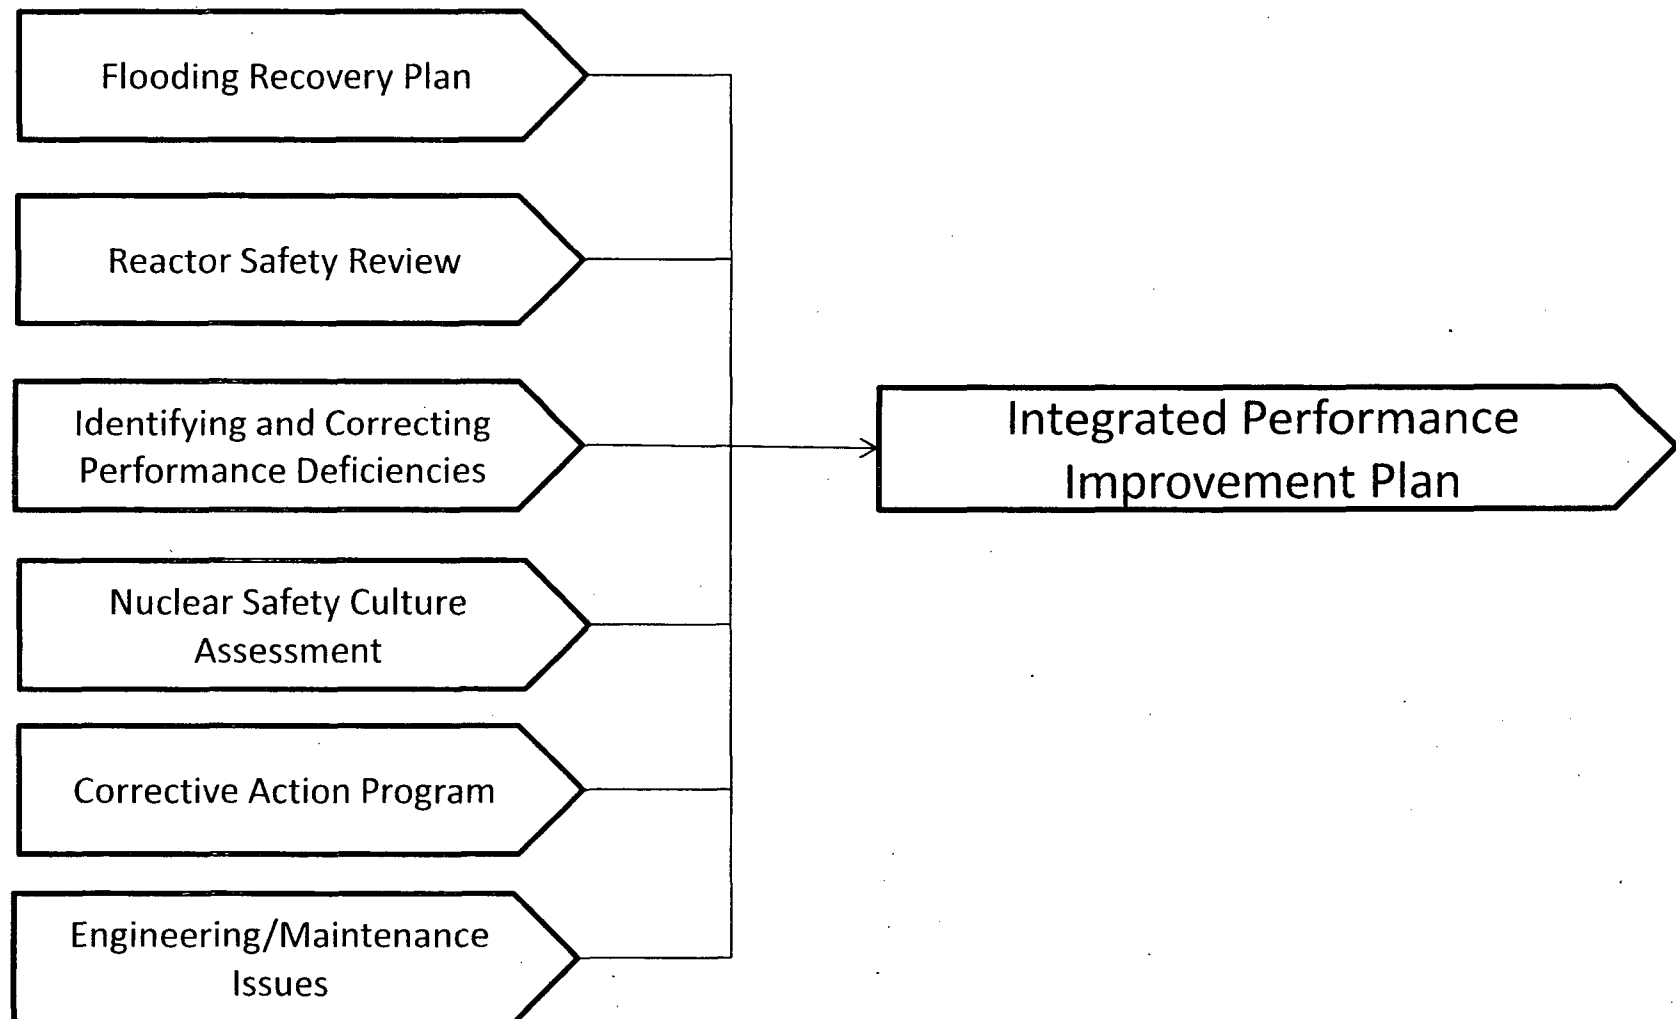 Flooding Recovery Plan
Reactor Safety Review
Identifying and Correcting
Performance Deficiencies
Nuclear Safety Culture
Assessment
Corrective Action Program
Engineering/Maintenance
Issues
Integrated Performance
Improvement Plan